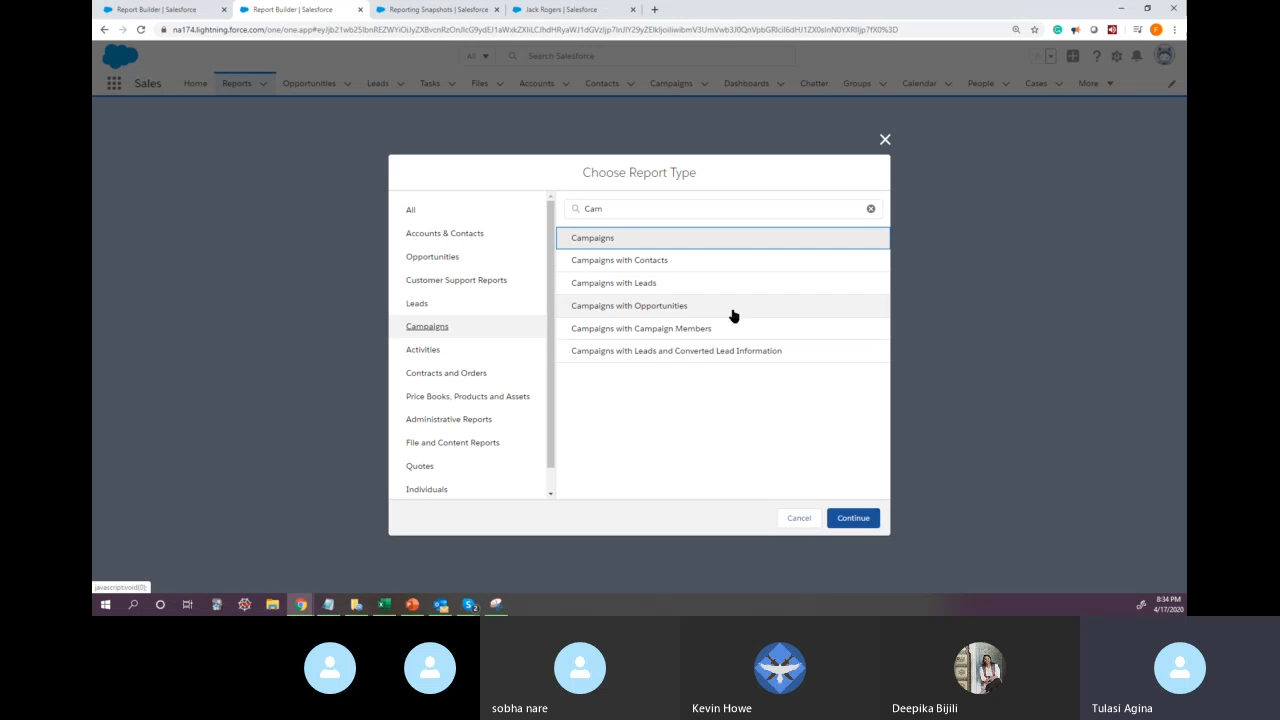 Report Builder | Salesforce
Report Builder | Salesforce
Reporting Snapshots | Salesforce
Jack Rogers | Salesforce
All
Search Salesforce
Sales
Home
Reports
Opportunities
Leads
Tasks
Files
Accounts
Contacts
Campaigns
Dashboards
Chatter
Groups
Calendar
People
Cases
More
Choose Report Type
All
Accounts & Contacts
Opportunities
Customer Support Reports
Leads
Campaigns
Activities
Contracts and Orders
Price Books, Products and Assets
Administrative Reports
File and Content Reports
Quotes
Individuals
Cam
Campaigns
Campaigns with Contacts
Campaigns with Leads
Campaigns with Opportunities
Campaigns with Campaign Members
Campaigns with Leads and Converted Lead Information
Cancel
Continue
javascript:void(0);
8:34 PM
4/17/2020
sobha nare
Kevin Howe
Deepika Bijili
Tulasi Agina